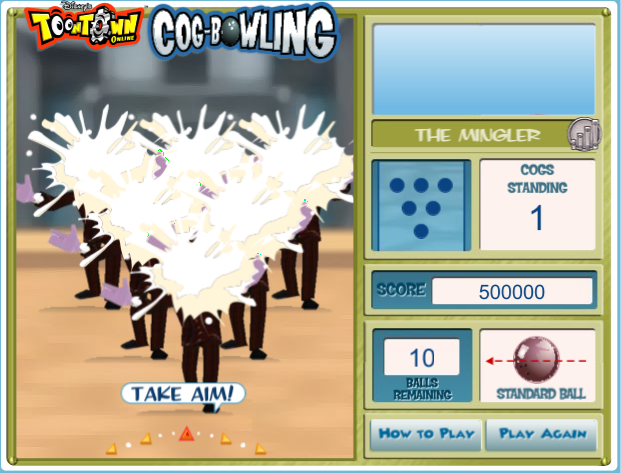 Disney's
TOONTOWN
ONLINE
COG-BOWLING
THE MINGLER
COGS
STANDING
1
SCORE 500000
10
BALLS
REMAINING
STANDARD BALL
TAKE AIM!
HOW TO PLAY
PLAY AGAIN